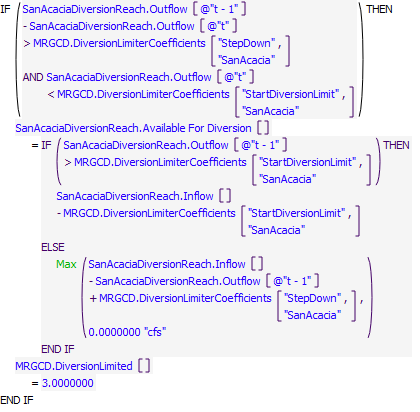 IF SanAcaciaDiversionReach.Outflow [ @"t - 1" ] THEN
- SanAcaciaDiversionReach.Outflow [ @"t" ]
> MRGCD.DiversionLimiterCoefficients [ "StepDown" ,
"SanAcacia" ]
AND SanAcaciaDiversionReach.Outflow [ @"t" ]
< MRGCD.DiversionLimiterCoefficients [ "StartDiversionLimit" ,
"SanAcacia" ]
SanAcaciaDiversionReach.Available For Diversion [ ]
= IF ( SanAcaciaDiversionReach.Outflow [ @"t - 1" ] ) THEN
> MRGCD.DiversionLimiterCoefficients [ "StartDiversionLimit" ,
"SanAcacia" ]
SanAcaciaDiversionReach.Inflow [ ]
- MRGCD.DiversionLimiterCoefficients [ "StartDiversionLimit" ,
"SanAcacia" ]
ELSE
Max ( SanAcaciaDiversionReach.Inflow [ ]
- SanAcaciaDiversionReach.Outflow [ @"t - 1" ]
+ MRGCD.DiversionLimiterCoefficients [ "StepDown" , ] ,
"SanAcacia"
0.0000000 "cfs" )
END IF
MRGCD.DiversionLimited [ ]
= 3.0000000
END IF